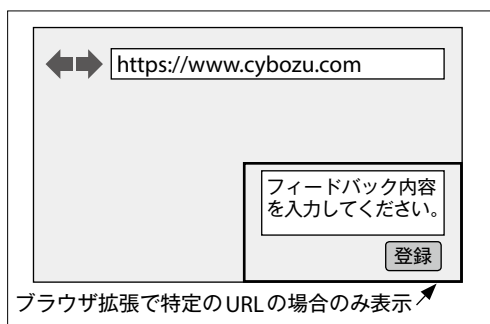 https://www.cybozu.com
フィードバック内容
を入力してください。
登録
ブラウザ拡張で特定のURLの場合のみ表示